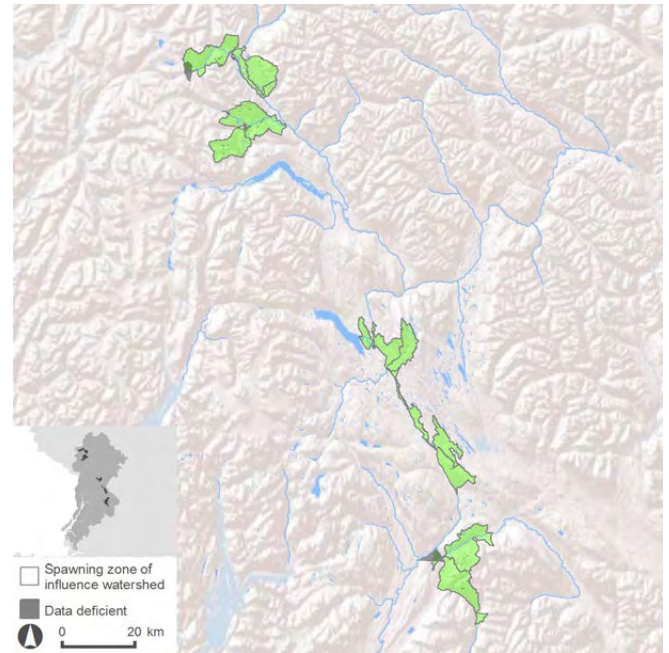 Spawning zone of
influence watershed
Data deficient
0 20 km